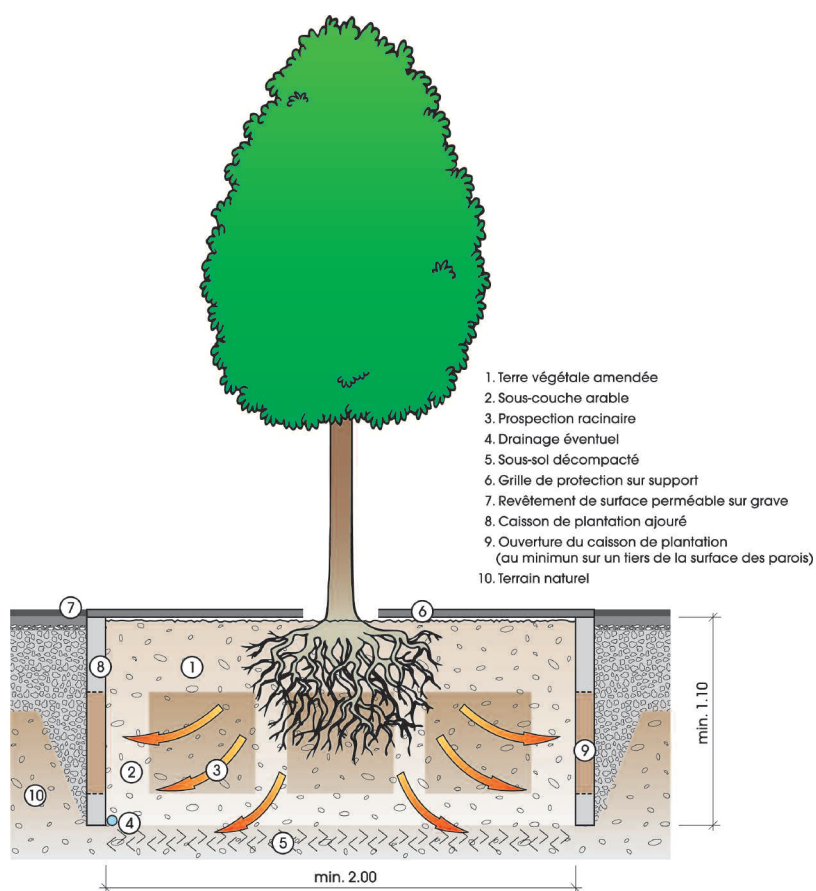 1. Terre végétale amendée
2. Sous-couche arable
3. Prospection racinaire
4. Drainage éventuel
5. Sous-sol décompacté
6. Grille de protection sur support
7. Revêtement de surface perméable sur grave
8. Caisson de plantation ajouré
9. Ouverture du caisson de plantation
(au minimun sur un tiers de la surface des parois)
10. Terrain naturel
7
6
8
1
9
2
3
10
4
5
min. 1.10
min. 2.00